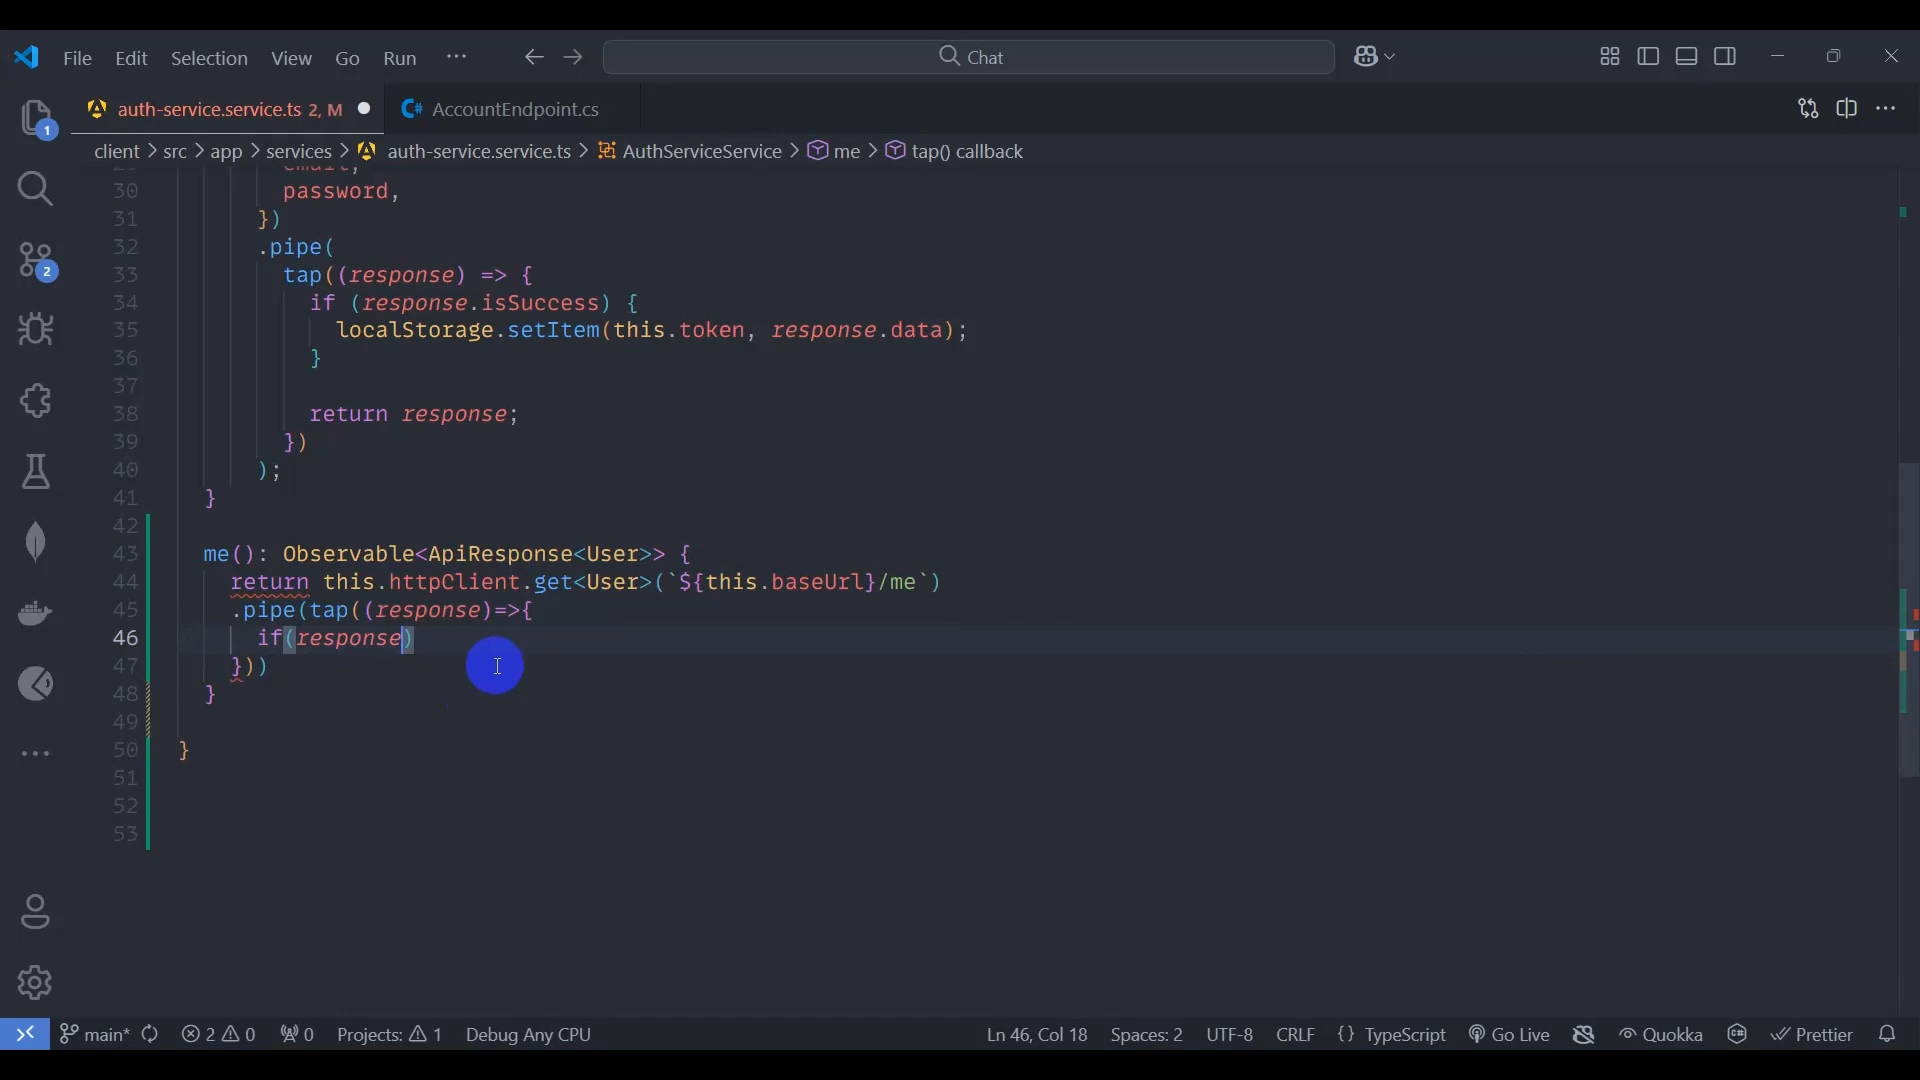 File Edit Selection View Go Run ··· ← → Chat
auth-service.service.ts 2, M ● AccountEndpoint.cs
client > src > app > services > auth-service.service.ts > AuthServiceService > me > tap() callback
1
2
30 password,
31 })
32 .pipe(
33 tap((response) => {
34 if (response.isSuccess) {
35 localStorage.setItem(this.token, response.data);
36 }
37
38 return response;
39 })
40 );
41 }
42
43 me(): Observable<ApiResponse<User>> {
44 return this.httpClient.get<User>(`${this.baseUrl}/me`)
45 .pipe(tap((response)=>{
46 if(response)
47 }))
48 }
49
50 }
51
52
53
main* 2 0 0 Projects: 1 Debug Any CPU Ln 46, Col 18 Spaces: 2 UTF-8 CRLF {} TypeScript Go Live Quokka Prettier